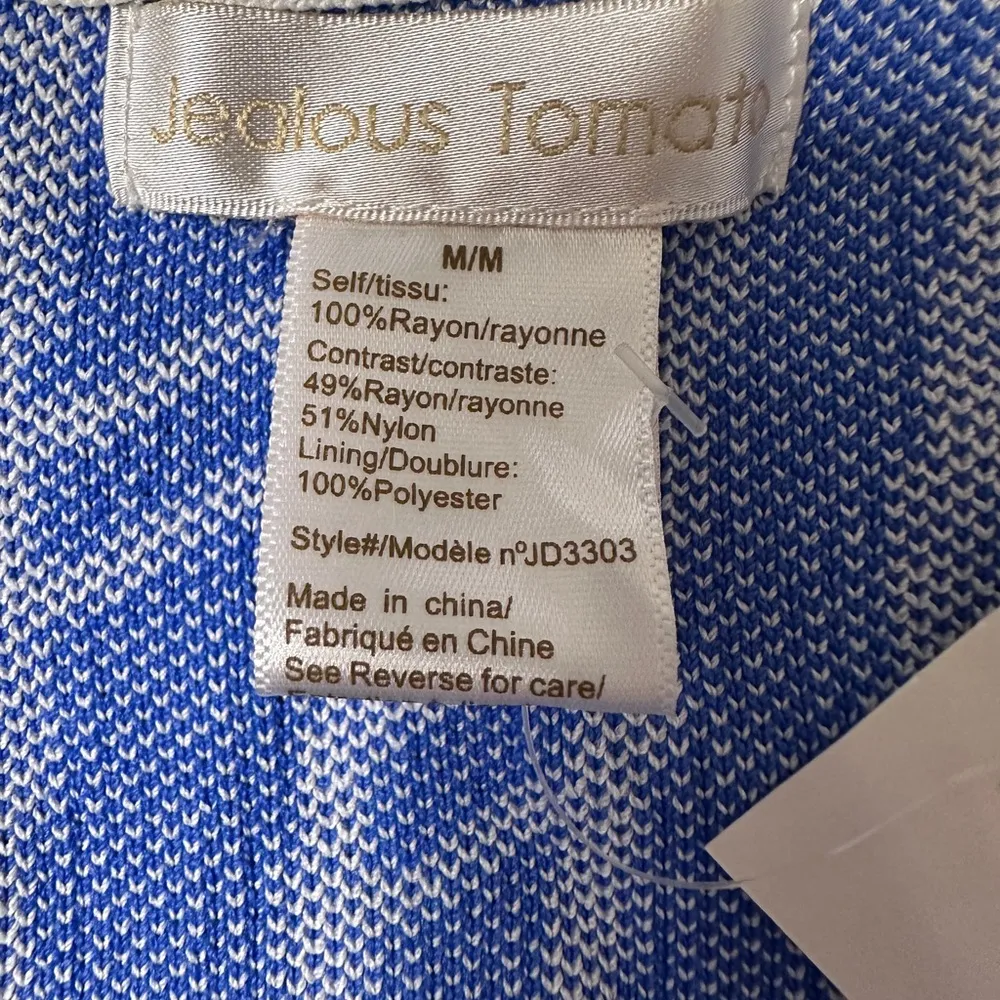 Jealous Tomato
M/M
Self/tissu:
100%Rayon/rayonne
Contrast/contraste:
49%Rayon/rayonne
51%Nylon
Lining/Doublure:
100%Polyester
Style#/Modèle nºJD3303
Made in china/
Fabriqué en Chine
See Reverse for care/